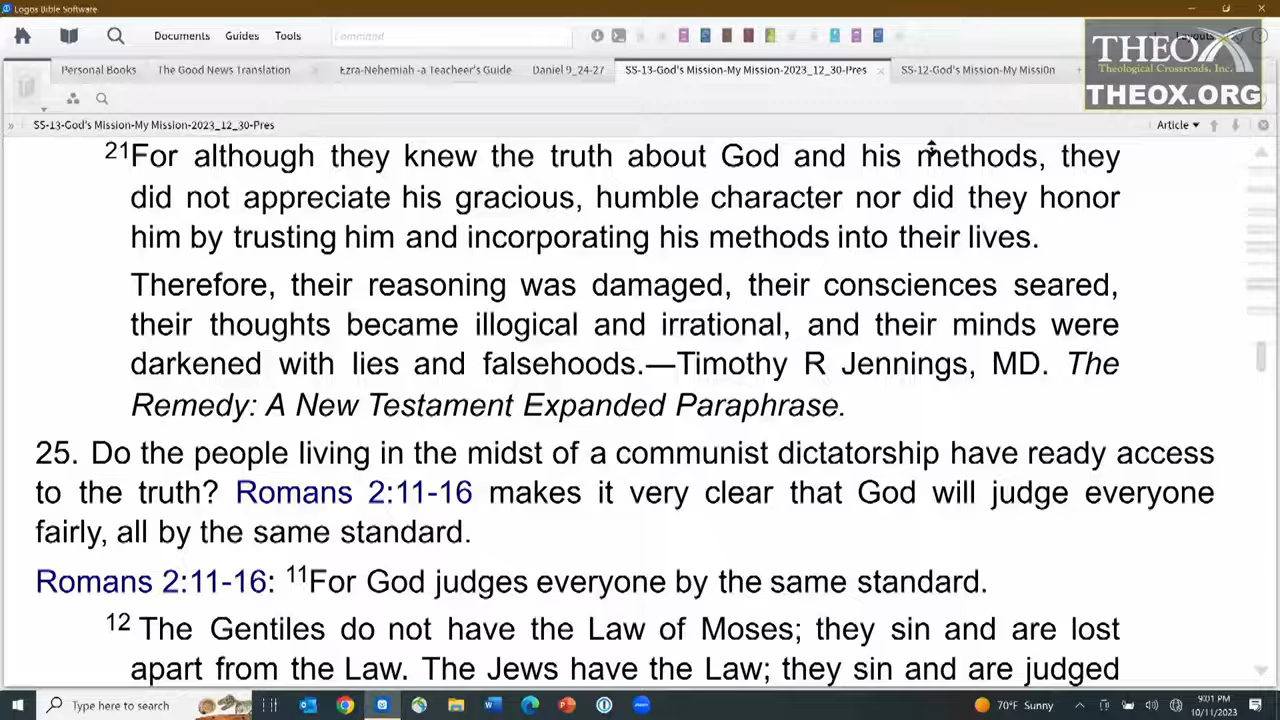 Logos Bible Software
Documents Guides Tools Command
THEOX
Theological Crossroads, Inc.
THEOX.ORG
Personal Books The Good News Translation Daniel 9_24-27 SS-13-God's Mission-My Mission-2023_12_30-Pres SS-12-God's Mission-My Missi0n
SS-13-God's Mission-My Mission-2023_12_30-Pres Article
21For although they knew the truth about God and his methods, they
did not appreciate his gracious, humble character nor did they honor
him by trusting him and incorporating his methods into their lives.
Therefore, their reasoning was damaged, their consciences seared,
their thoughts became illogical and irrational, and their minds were
darkened with lies and falsehoods.—Timothy R Jennings, MD. The
Remedy: A New Testament Expanded Paraphrase.
25. Do the people living in the midst of a communist dictatorship have ready access
to the truth? Romans 2:11-16 makes it very clear that God will judge everyone
fairly, all by the same standard.
Romans 2:11-16: 11For God judges everyone by the same standard.
12 The Gentiles do not have the Law of Moses; they sin and are lost
apart from the Law. The Jews have the Law; they sin and are judged
Type here to search 70°F Sunny 9:01 PM
10/11/2023